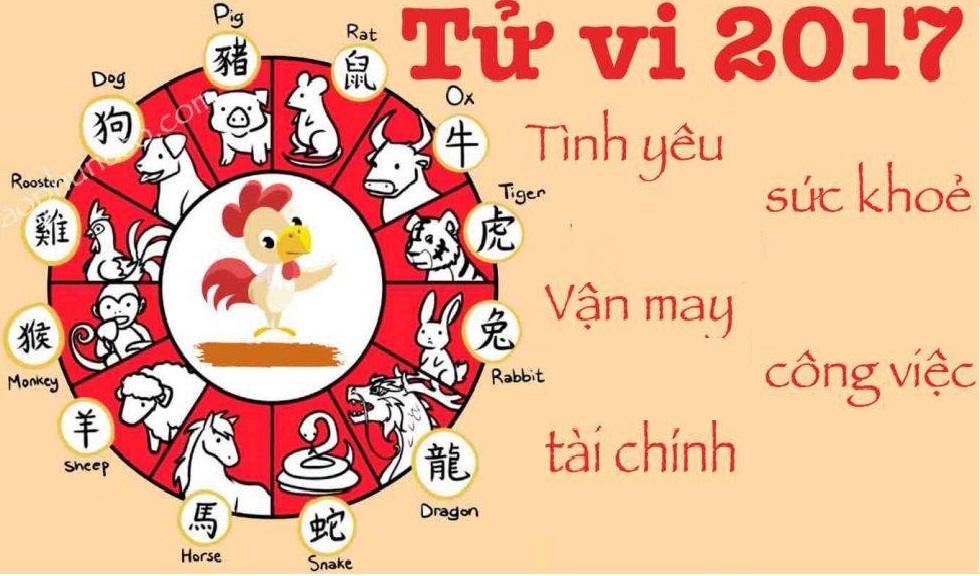 Tử vi 2017
Tình yêu
sức khoẻ
Vận may
công việc
tài chính
Pig
豬
Rat
鼠
Ox
牛
Tiger
虎
兔
Rabbit
龍
Dragon
蛇
Snake
馬
Horse
羊
Sheep
猴
Monkey
Rooster
雞
Dog
狗